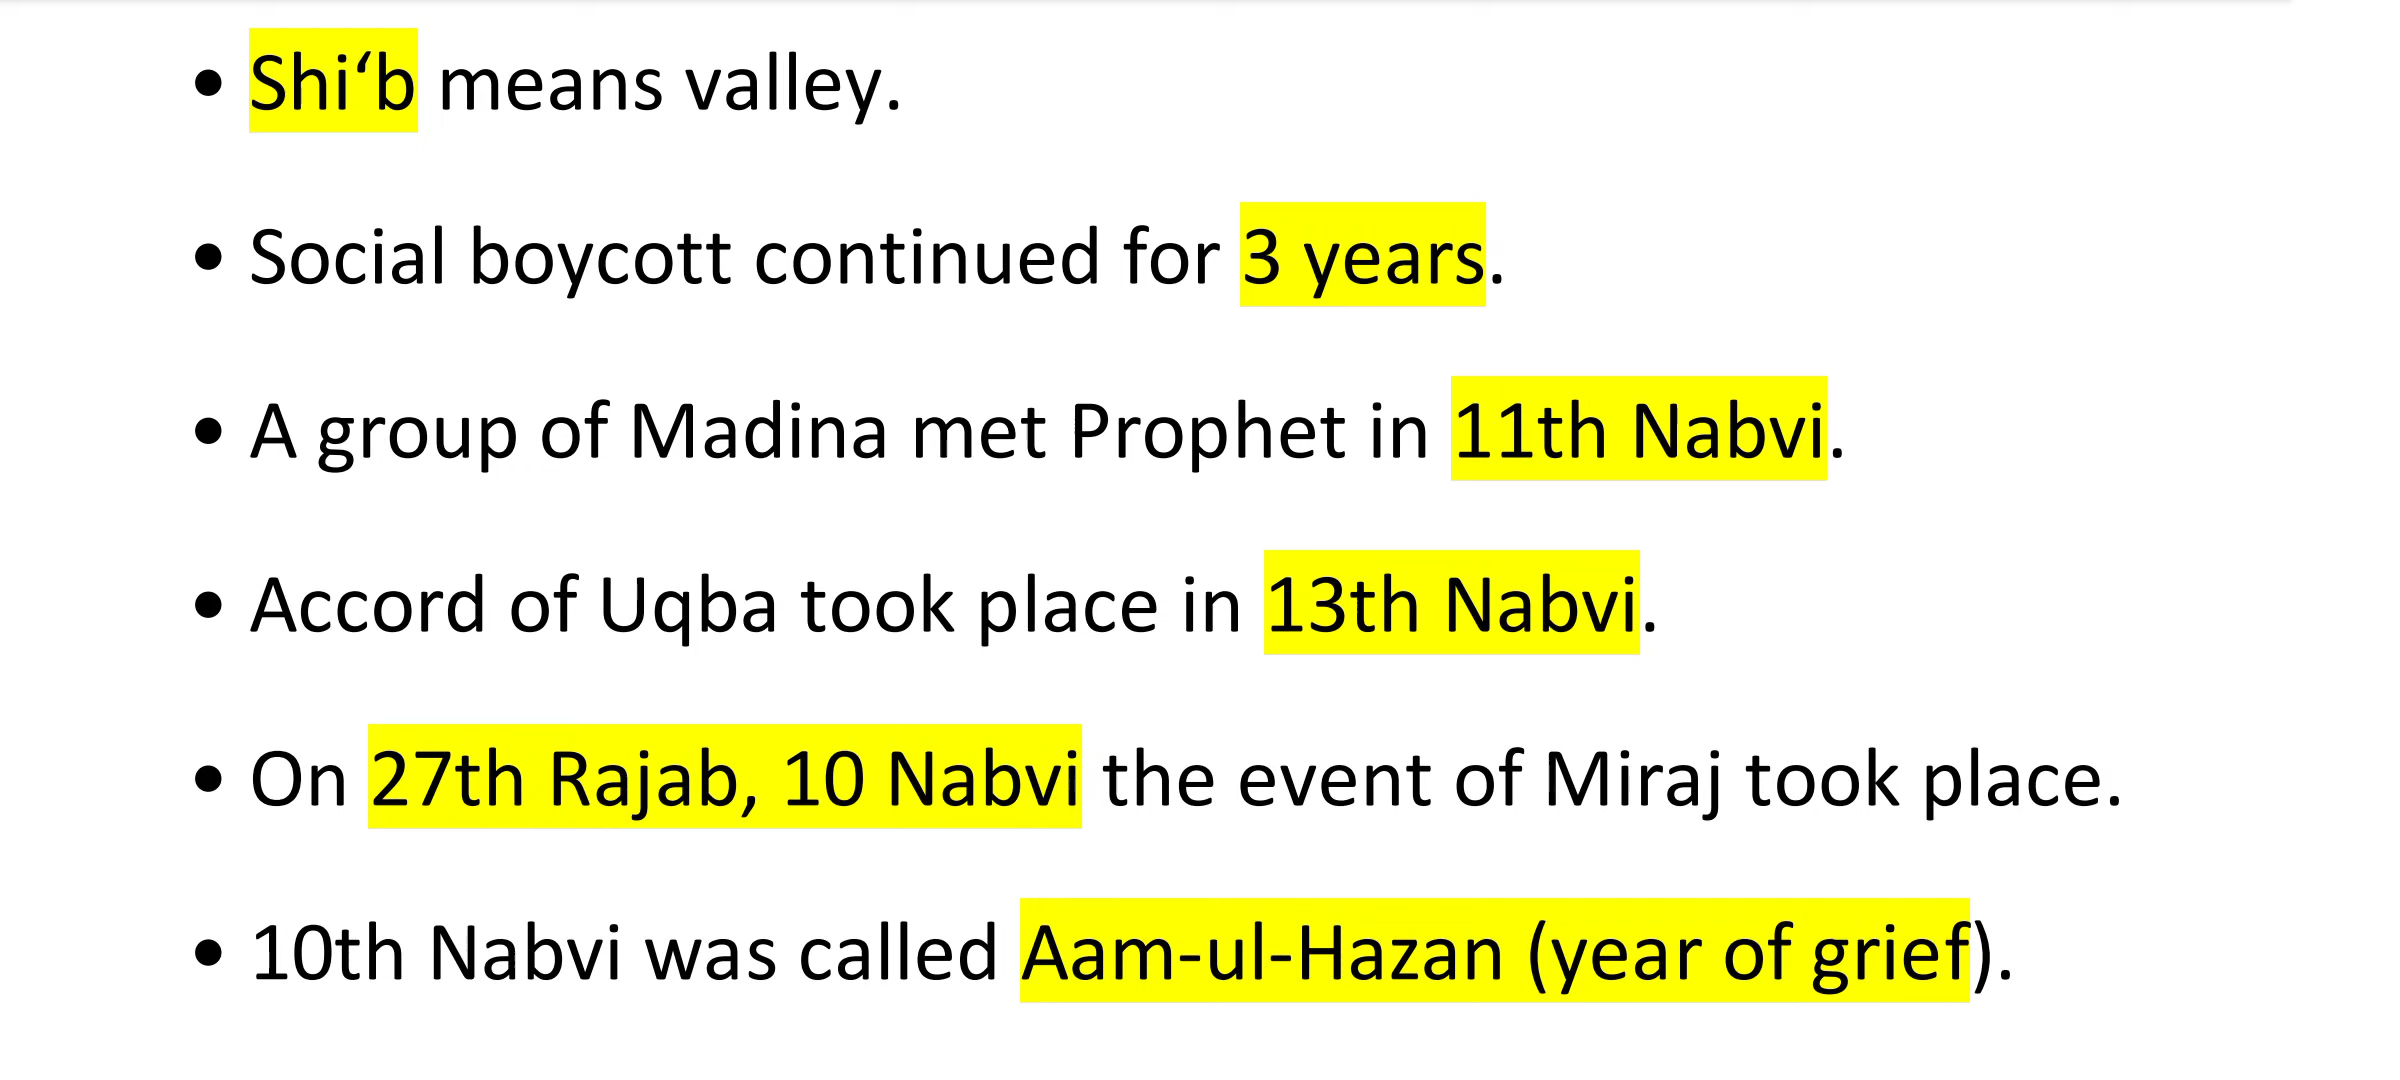 • Shi‘b means valley.
• Social boycott continued for 3 years.
• A group of Madina met Prophet in 11th Nabvi.
• Accord of Uqba took place in 13th Nabvi.
• On 27th Rajab, 10 Nabvi the event of Miraj took place.
• 10th Nabvi was called Aam-ul-Hazan (year of grief).